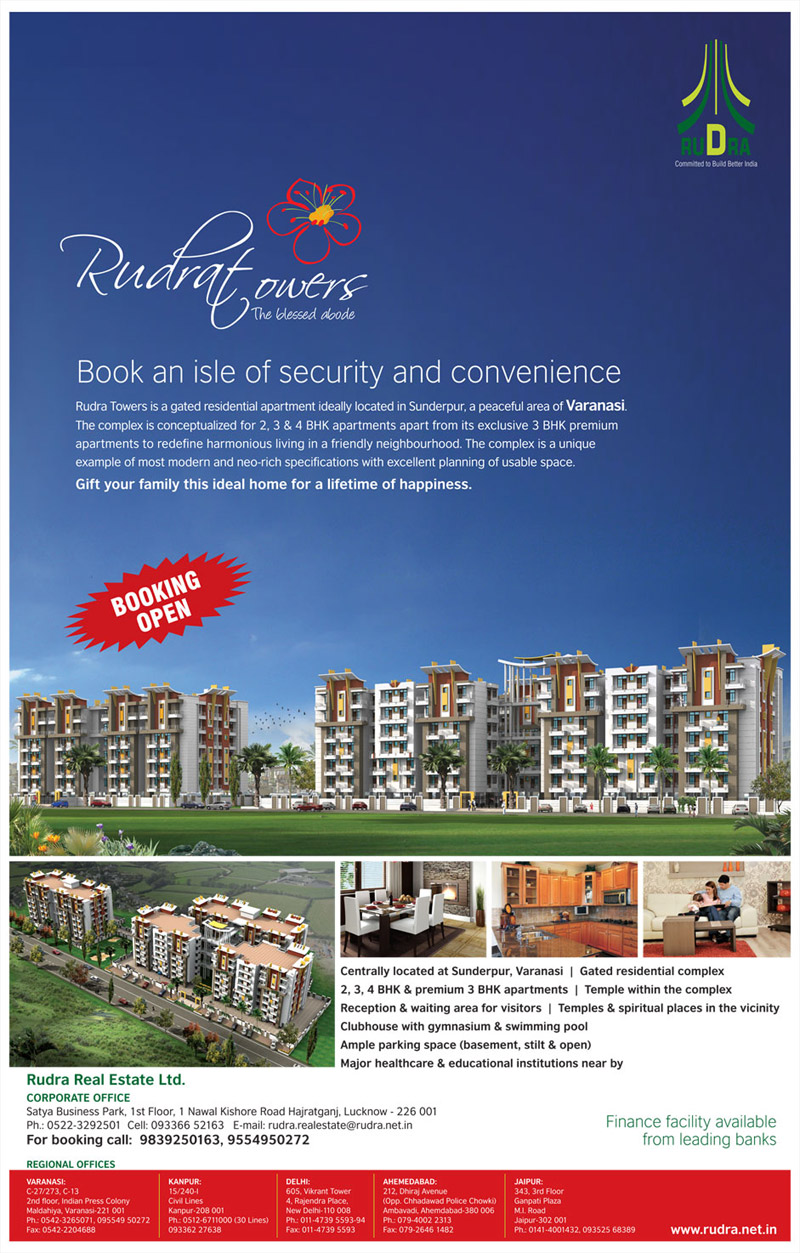 RUDRA
Committed to Build Better India
Rudra towers
The blessed abode
Book an isle of security and convenience
Rudra Towers is a gated residential apartment ideally located in Sunderpur, a peaceful area of Varanasi.
The complex is conceptualized for 2, 3 & 4 BHK apartments apart from its exclusive 3 BHK premium
apartments to redefine harmonious living in a friendly neighbourhood. The complex is a unique
example of most modern and neo-rich specifications with excellent planning of usable space.
Gift your family this ideal home for a lifetime of happiness.
BOOKING
OPEN
Centrally located at Sunderpur, Varanasi | Gated residential complex
2, 3, 4 BHK & premium 3 BHK apartments | Temple within the complex
Reception & waiting area for visitors | Temples & spiritual places in the vicinity
Clubhouse with gymnasium & swimming pool
Ample parking space (basement, stilt & open)
Major healthcare & educational institutions near by
Rudra Real Estate Ltd.
CORPORATE OFFICE
Satya Business Park, 1st Floor, 1 Nawal Kishore Road Hajratganj, Lucknow - 226 001
Ph.: 0522-3292501 Cell: 093366 52163 E-mail: rudra.realestate@rudra.net.in
For booking call: 9839250163, 9554950272
Finance facility available
from leading banks
REGIONAL OFFICES
VARANASI:
C-27/273, C-13
2nd floor, Indian Press Colony
Maldahiya, Varanasi-221 001
Ph.: 0542-3265071, 095549 50272
Fax: 0542-2204688
KANPUR:
15/240-I
Civil Lines
Kanpur-208 001
Ph.: 0512-6711000 (30 Lines)
093362 27638
DELHI:
605, Vikrant Tower
4, Rajendra Place,
New Delhi-110 008
Ph: 011-4739 5593-94
Fax: 011-4739 5593
AHEMEDABAD:
212, Dhiraj Avenue
(Opp. Chhadawad Police Chowki)
Ambavadi, Ahemdabad-380 006
Ph.: 079-4002 2313
Fax: 079-2646 1482
JAIPUR:
343, 3rd Floor
Ganpati Plaza
M.I. Road
Jaipur-302 001
Ph.: 0141-4001432, 093525 68389
www.rudra.net.in